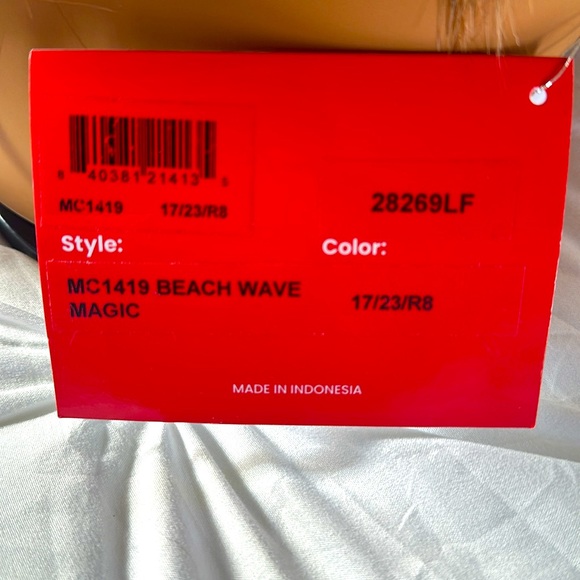 8 40381 21413 5
MC1419 17/23/R8
28269LF
Style: Color:
MC1419 BEACH WAVE
MAGIC
17/23/R8
MADE IN INDONESIA